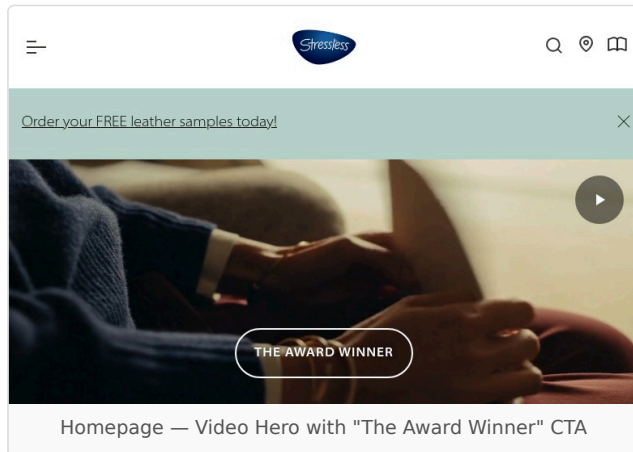 Stressless
Order your FREE leather samples today!
THE AWARD WINNER
Homepage — Video Hero with "The Award Winner" CTA